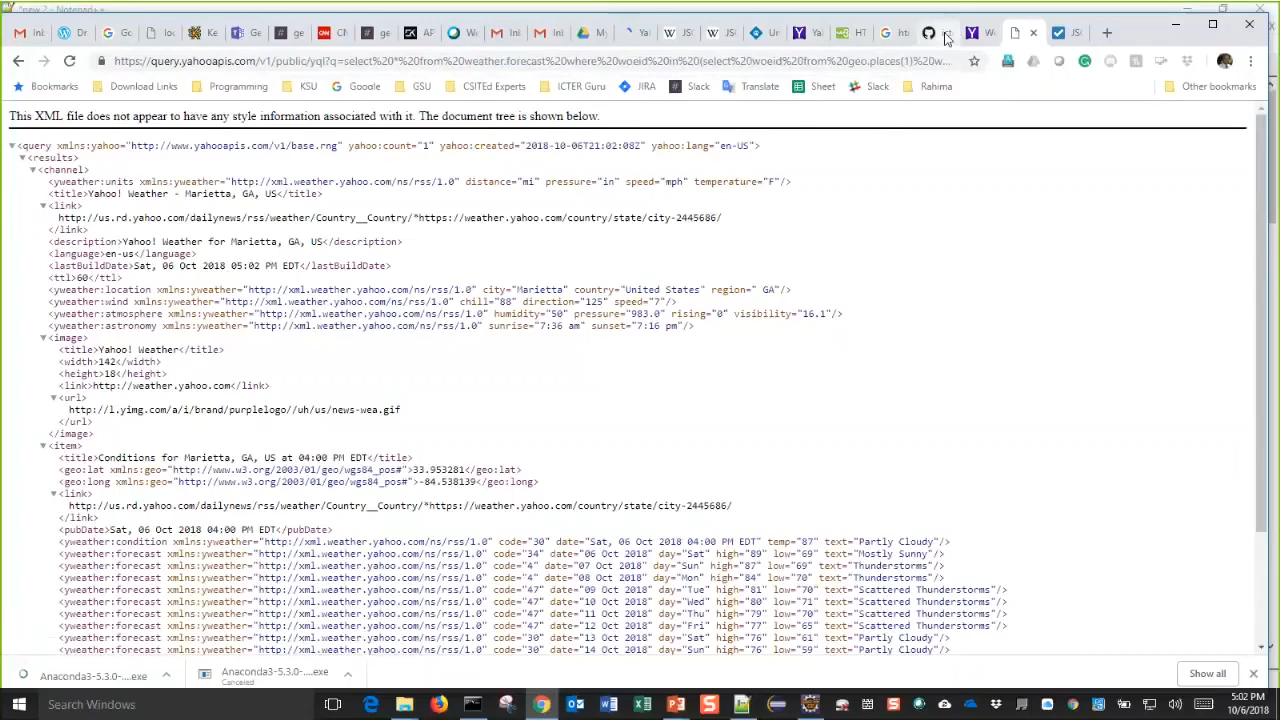 *new 2 - Notepad++
Inb
Dr
Go
loc
Ke
Ge
ge
CNN Ch
ge
AF
We
Inb
Inb
My
Ya
JSO
JSO
Un
Yal
HT
htt
We
JSO
https://query.yahooapis.com/v1/public/yql?q=select%20*%20from%20weather.forecast%20where%20woeid%20in%20(select%20woeid%20from%20geo.places(1)%20w...
Bookmarks
Download Links
Programming
KSU
Google
GSU
CSITEd Experts
ICTER Guru
JIRA
Slack
Translate
Sheet
Slack
Rahima
Other bookmarks
This XML file does not appear to have any style information associated with it. The document tree is shown below.
<query xmlns:yahoo="http://www.yahooapis.com/v1/base.rng" yahoo:count="1" yahoo:created="2018-10-06T21:02:08Z" yahoo:lang="en-US">
<results>
<channel>
<yweather:units xmlns:yweather="http://xml.weather.yahoo.com/ns/rss/1.0" distance="mi" pressure="in" speed="mph" temperature="F"/>
<title>Yahoo! Weather - Marietta, GA, US</title>
<link>
http://us.rd.yahoo.com/dailynews/rss/weather/Country__Country/*https://weather.yahoo.com/country/state/city-2445686/
</link>
<description>Yahoo! Weather for Marietta, GA, US</description>
<language>en-us</language>
<lastBuildDate>Sat, 06 Oct 2018 05:02 PM EDT</lastBuildDate>
<ttl>60</ttl>
<yweather:location xmlns:yweather="http://xml.weather.yahoo.com/ns/rss/1.0" city="Marietta" country="United States" region=" GA"/>
<yweather:wind xmlns:yweather="http://xml.weather.yahoo.com/ns/rss/1.0" chill="88" direction="125" speed="7"/>
<yweather:atmosphere xmlns:yweather="http://xml.weather.yahoo.com/ns/rss/1.0" humidity="50" pressure="983.0" rising="0" visibility="16.1"/>
<yweather:astronomy xmlns:yweather="http://xml.weather.yahoo.com/ns/rss/1.0" sunrise="7:36 am" sunset="7:16 pm"/>
<image>
<title>Yahoo! Weather</title>
<width>142</width>
<height>18</height>
<link>http://weather.yahoo.com</link>
<url>
http://l.yimg.com/a/i/brand/purplelogo//uh/us/news-wea.gif
</url>
</image>
<item>
<title>Conditions for Marietta, GA, US at 04:00 PM EDT</title>
<geo:lat xmlns:geo="http://www.w3.org/2003/01/geo/wgs84_pos#">33.953281</geo:lat>
<geo:long xmlns:geo="http://www.w3.org/2003/01/geo/wgs84_pos#">-84.538139</geo:long>
<link>
http://us.rd.yahoo.com/dailynews/rss/weather/Country__Country/*https://weather.yahoo.com/country/state/city-2445686/
</link>
<pubDate>Sat, 06 Oct 2018 04:00 PM EDT</pubDate>
<yweather:condition xmlns:yweather="http://xml.weather.yahoo.com/ns/rss/1.0" code="30" date="Sat, 06 Oct 2018 04:00 PM EDT" temp="87" text="Partly Cloudy"/>
<yweather:forecast xmlns:yweather="http://xml.weather.yahoo.com/ns/rss/1.0" code="34" date="06 Oct 2018" day="Sat" high="89" low="69" text="Mostly Sunny"/>
<yweather:forecast xmlns:yweather="http://xml.weather.yahoo.com/ns/rss/1.0" code="4" date="07 Oct 2018" day="Sun" high="87" low="69" text="Thunderstorms"/>
<yweather:forecast xmlns:yweather="http://xml.weather.yahoo.com/ns/rss/1.0" code="4" date="08 Oct 2018" day="Mon" high="84" low="70" text="Thunderstorms"/>
<yweather:forecast xmlns:yweather="http://xml.weather.yahoo.com/ns/rss/1.0" code="47" date="09 Oct 2018" day="Tue" high="81" low="70" text="Scattered Thunderstorms"/>
<yweather:forecast xmlns:yweather="http://xml.weather.yahoo.com/ns/rss/1.0" code="47" date="10 Oct 2018" day="Wed" high="80" low="71" text="Scattered Thunderstorms"/>
<yweather:forecast xmlns:yweather="http://xml.weather.yahoo.com/ns/rss/1.0" code="47" date="11 Oct 2018" day="Thu" high="79" low="70" text="Scattered Thunderstorms"/>
<yweather:forecast xmlns:yweather="http://xml.weather.yahoo.com/ns/rss/1.0" code="47" date="12 Oct 2018" day="Fri" high="77" low="65" text="Scattered Thunderstorms"/>
<yweather:forecast xmlns:yweather="http://xml.weather.yahoo.com/ns/rss/1.0" code="30" date="13 Oct 2018" day="Sat" high="76" low="61" text="Partly Cloudy"/>
<yweather:forecast xmlns:yweather="http://xml.weather.yahoo.com/ns/rss/1.0" code="30" date="14 Oct 2018" day="Sun" high="76" low="59" text="Partly Cloudy"/>
Anaconda3-5.3.0-....exe
Anaconda3-5.3.0-....exe
Canceled
Show all
Search Windows
5:02 PM
10/6/2018